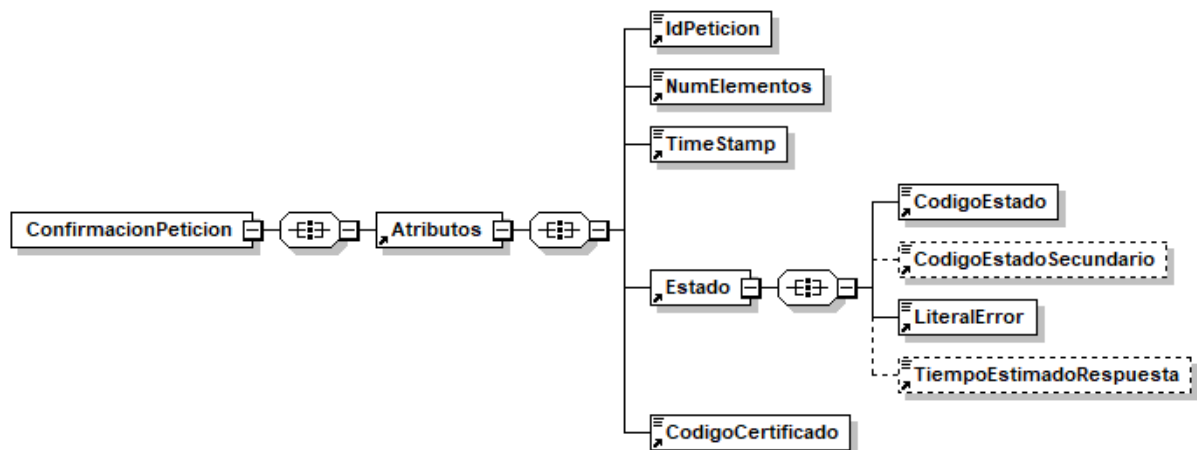 IdPeticion
NumElementos
TimeStamp
ConfirmacionPeticion
Atributos
Estado
CodigoEstado
CodigoEstadoSecundario
LiteralError
TiempoEstimadoRespuesta
CodigoCertificado